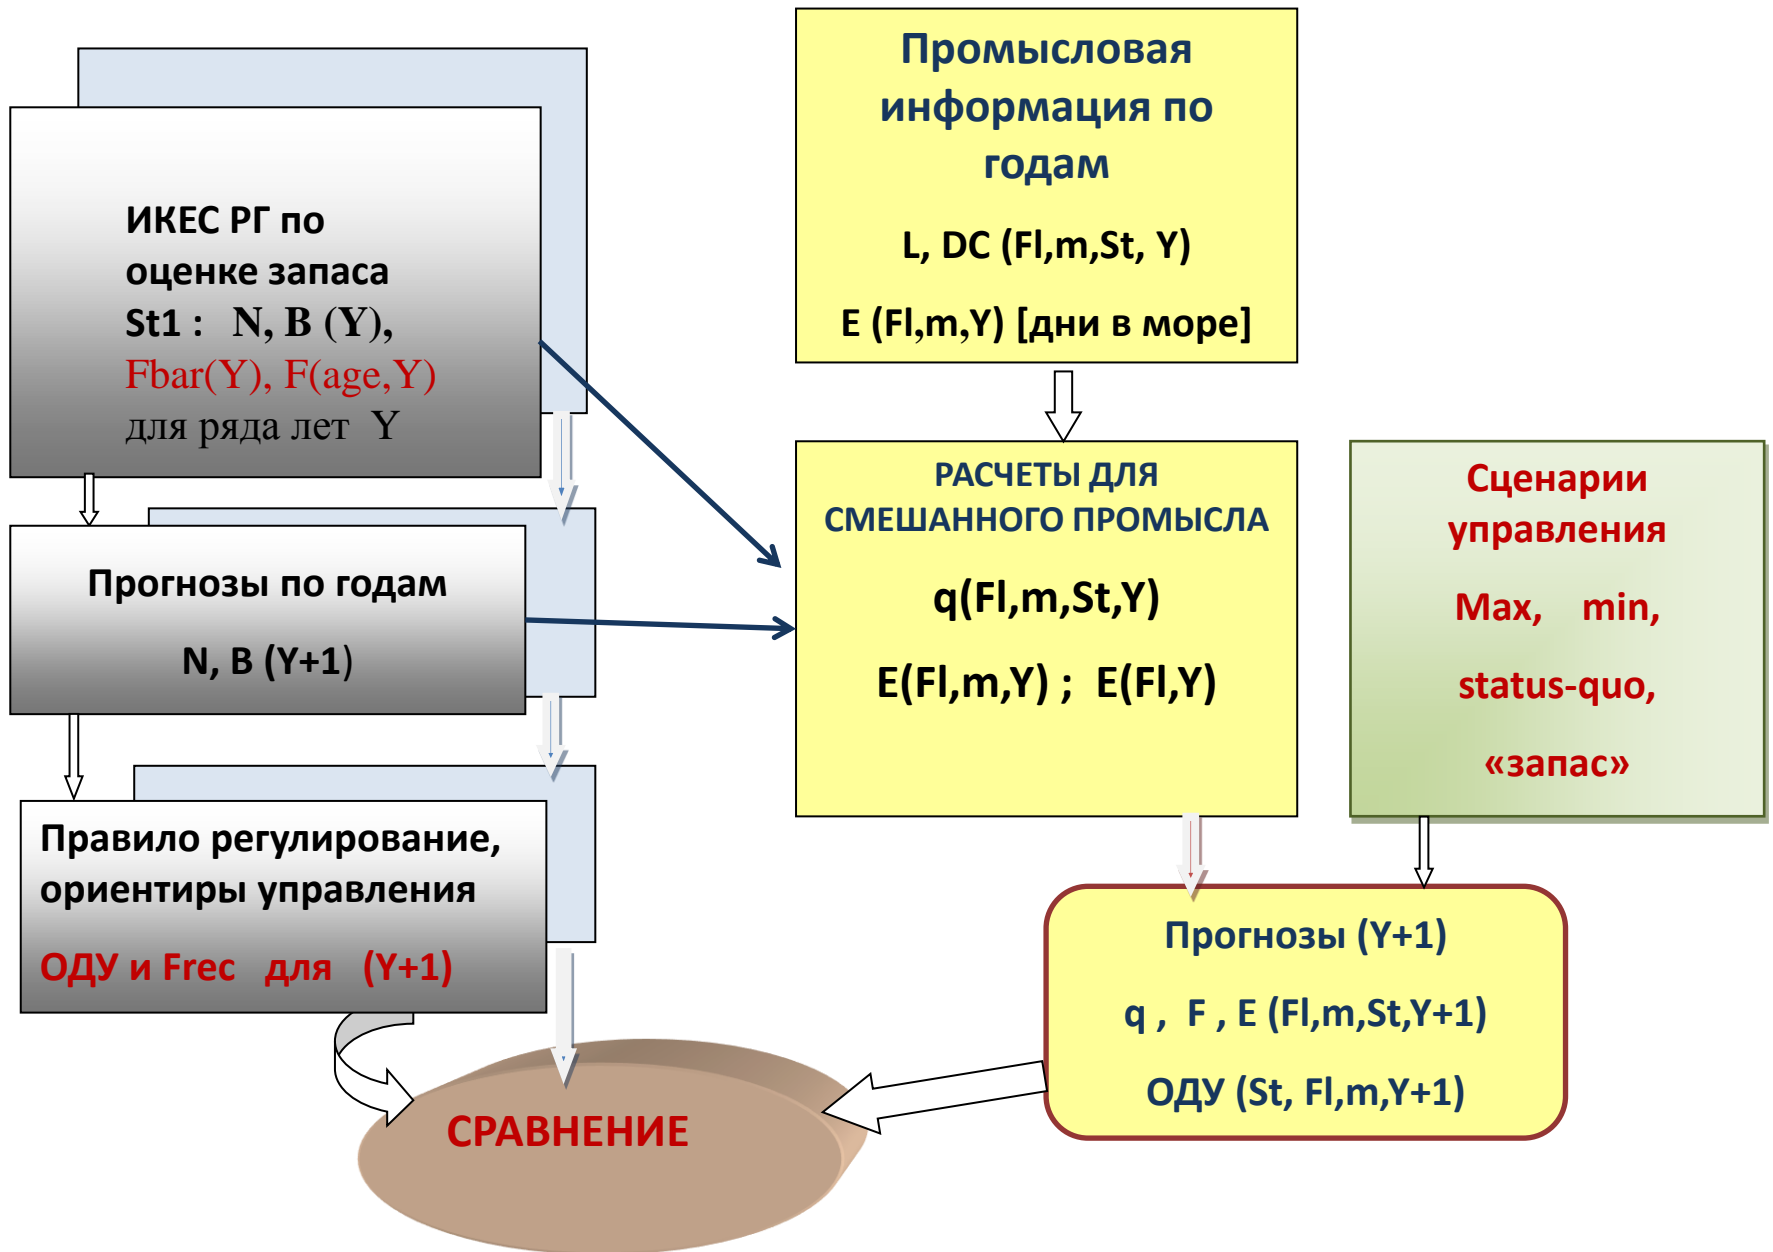 ИКЕС РГ по
оценке запаса
St1 : N, B (Y),
Fbar(Y), F(age,Y)
для ряда лет Y
Прогнозы по годам
N, B (Y+1)
Правило регулирование,
ориентиры управления
ОДУ и Frec для (Y+1)
Промысловая
информация по
годам
L, DC (Fl,m,St, Y)
E (Fl,m,Y) [дни в море]
РАСЧЕТЫ ДЛЯ
СМЕШАННОГО ПРОМЫСЛА
q(Fl,m,St,Y)
E(Fl,m,Y) ; E(Fl,Y)
Сценарии
управления
Max, min,
status-quo,
«запас»
Прогнозы (Y+1)
q , F , E (Fl,m,St,Y+1)
ОДУ (St, Fl,m,Y+1)
СРАВНЕНИЕ